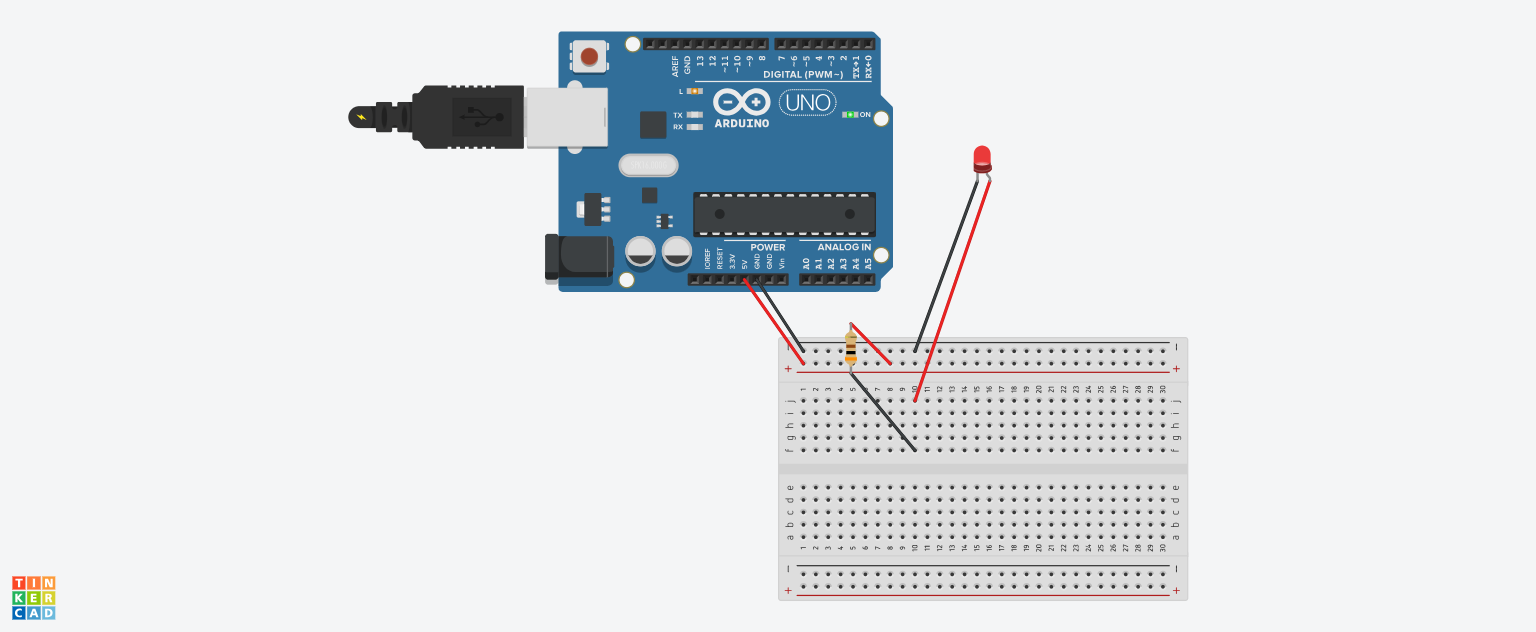 AREF GND 13 12 ~11 ~10 ~9 8 7 ~6 ~5 4 ~3 2 TX→1 RX←0
DIGITAL (PWM~)
L
TX
RX
UNO
ARDUINO
ON
POWER ANALOG IN
IOREF RESET 3.3V 5V GND GND Vin A0 A1 A2 A3 A4 A5
− −
+ +
1 2 3 4 5 6 7 8 9 10 11 12 13 14 15 16 17 18 19 20 21 22 23 24 25 26 27 28 29 30
j j
i i
h h
g g
f f
e e
d d
c c
b b
a a
1 2 3 4 5 6 7 8 9 10 11 12 13 14 15 16 17 18 19 20 21 22 23 24 25 26 27 28 29 30
− −
+ +
TIN
KER
CAD